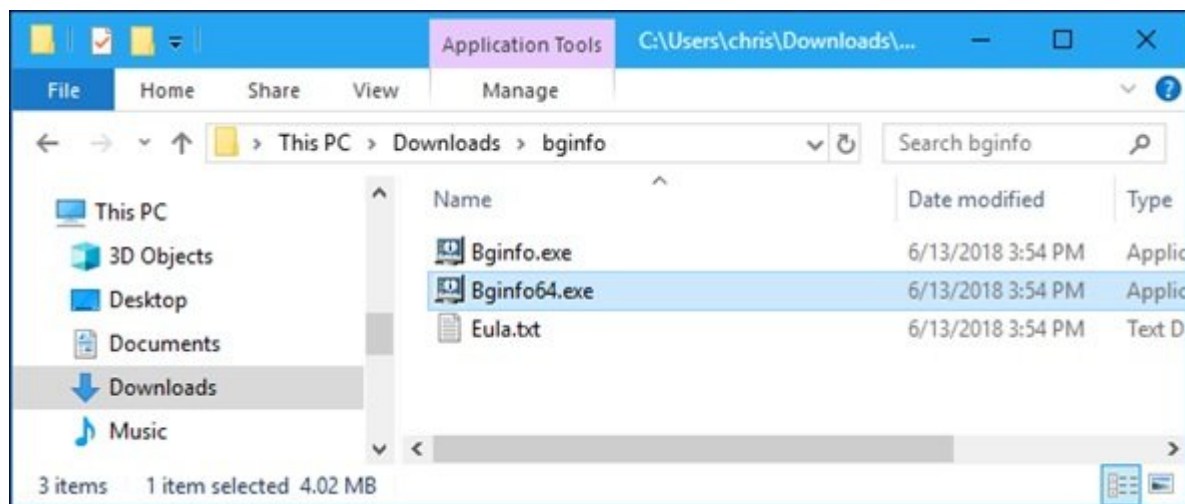 Application Tools C:\Users\chris\Downloads\...
File Home Share View Manage
This PC > Downloads > bginfo Search bginfo
Name Date modified Type
This PC
3D Objects
Desktop
Documents
Downloads
Music
Bginfo.exe 6/13/2018 3:54 PM Applic
Bginfo64.exe 6/13/2018 3:54 PM Applic
Eula.txt 6/13/2018 3:54 PM Text D
3 items 1 item selected 4.02 MB